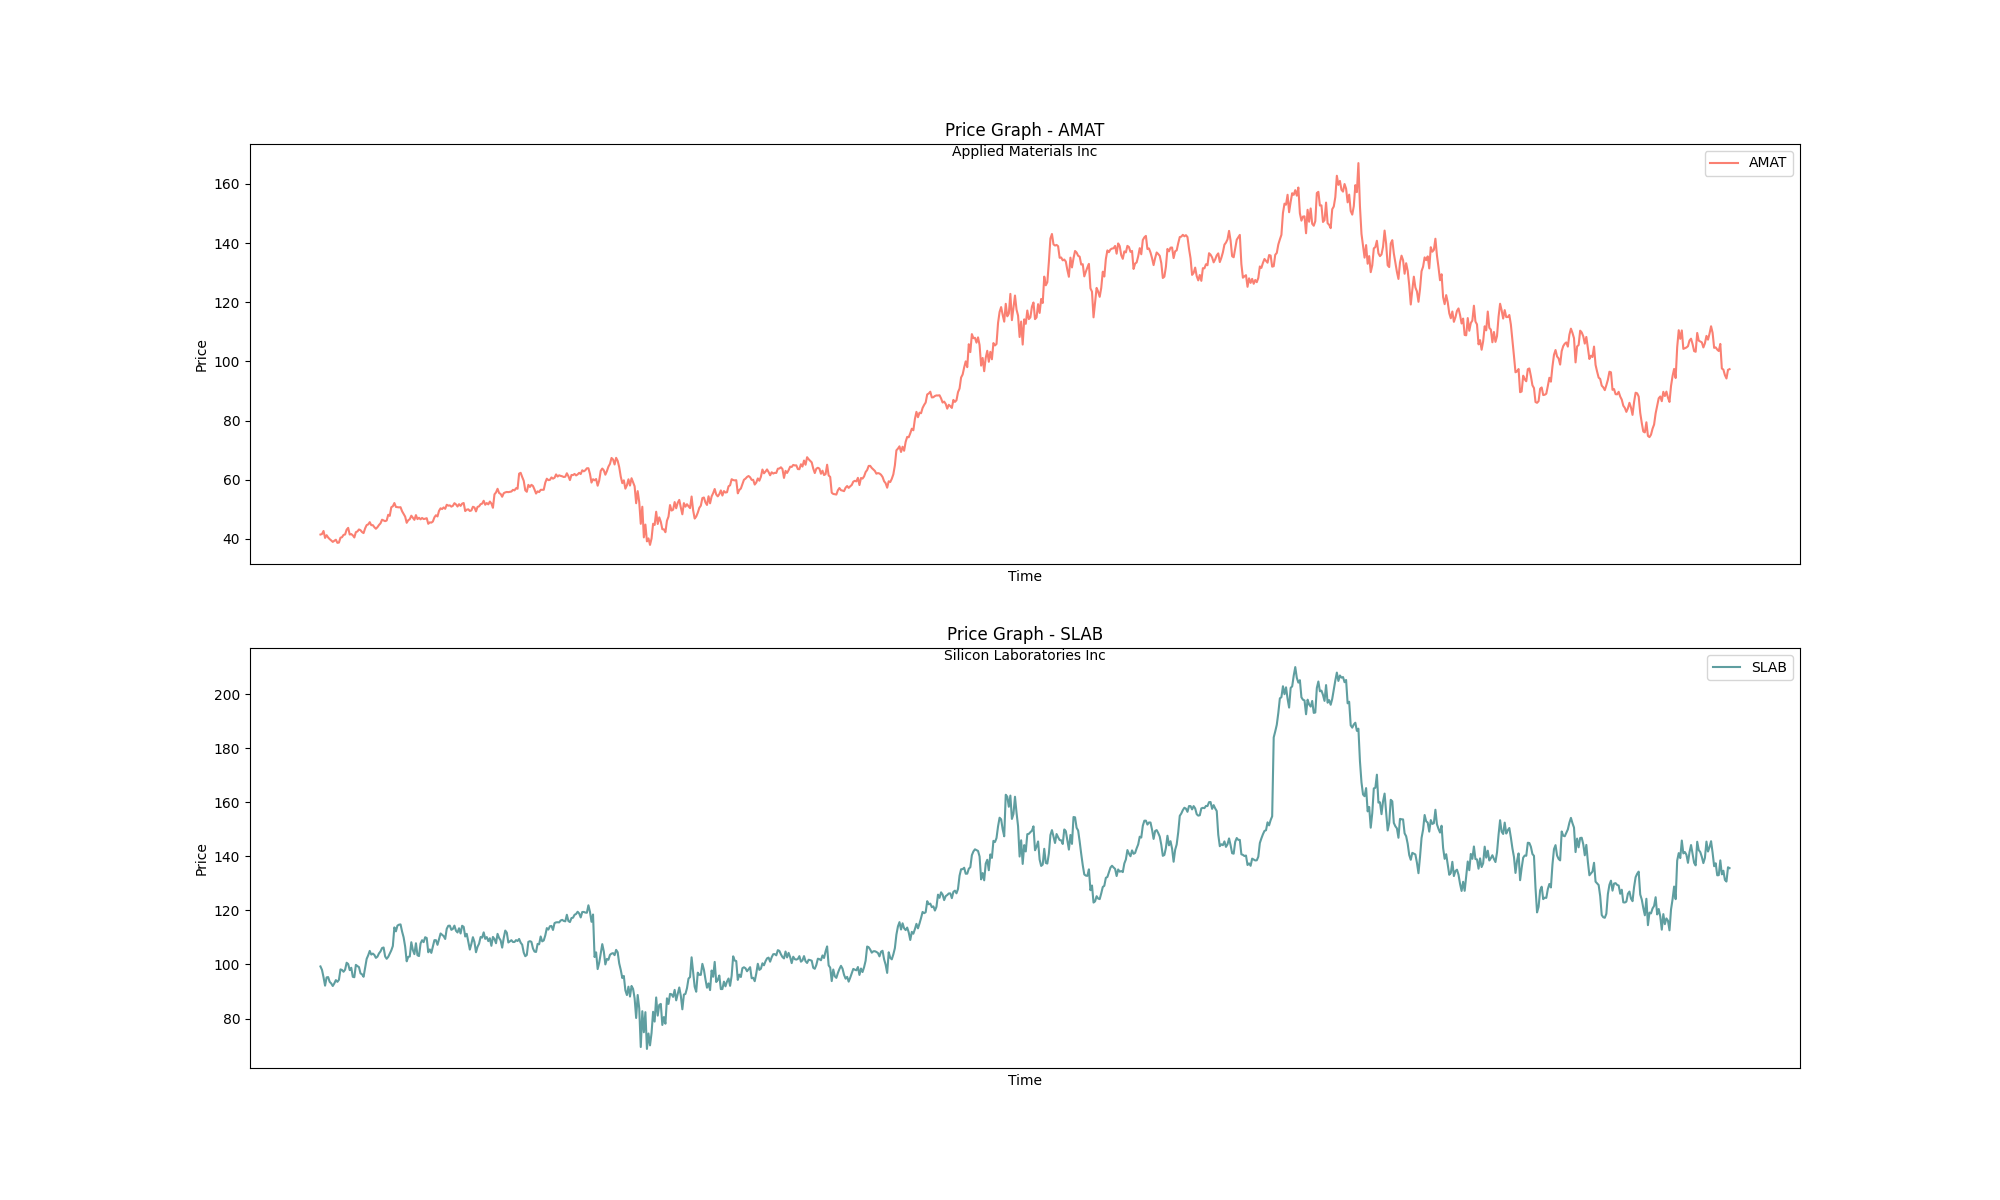 Price Graph - AMAT
Applied Materials Inc
AMAT
160
140
120
100
80
60
40
Price
Time
Price Graph - SLAB
Silicon Laboratories Inc
SLAB
200
180
160
140
120
100
80
Price
Time